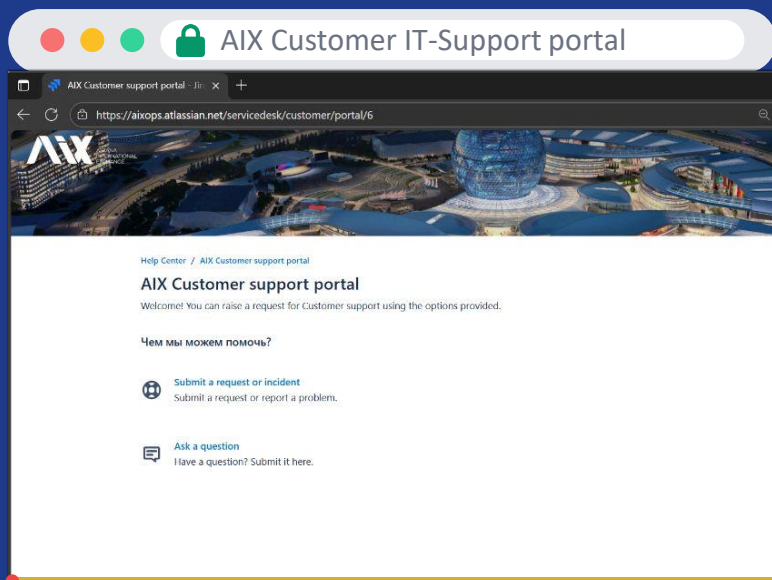 AIX Customer IT-Support portal
AIX Customer support portal - Jir
https://aixops.atlassian.net/servicedesk/customer/portal/6
AIX
INTERNATIONAL
Help Center / AIX Customer support portal
AIX Customer support portal
Welcome! You can raise a request for Customer support using the options provided.
Чем мы можем помочь?
Submit a request or incident
Submit a request or report a problem.
Ask a question
Have a question? Submit it here.